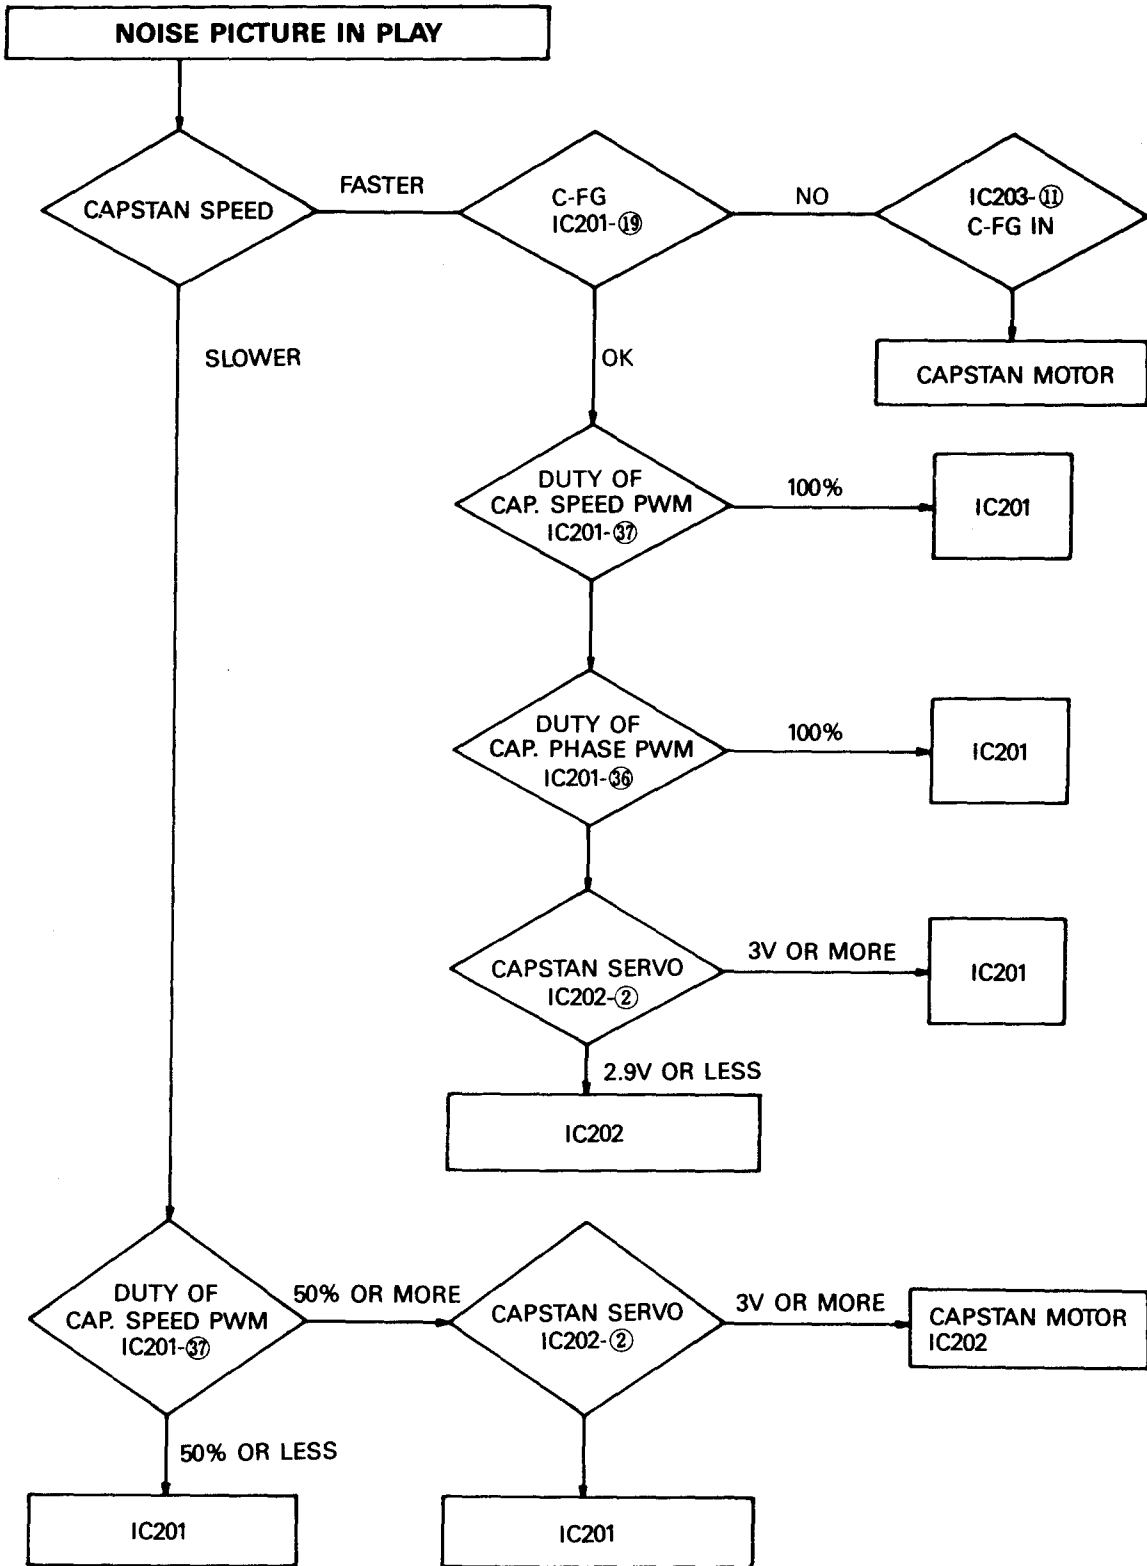 NOISE PICTURE IN PLAY
CAPSTAN SPEED
FASTER
C-FG
IC201-⑲
NO
IC203-⑪
C-FG IN
SLOWER
OK
CAPSTAN MOTOR
DUTY OF
CAP. SPEED PWM
IC201-㊲
100%
IC201
DUTY OF
CAP. PHASE PWM
IC201-㊱
100%
IC201
CAPSTAN SERVO
IC202-②
3V OR MORE
IC201
2.9V OR LESS
IC202
DUTY OF
CAP. SPEED PWM
IC201-㊲
50% OR MORE
CAPSTAN SERVO
IC202-②
3V OR MORE
CAPSTAN MOTOR
IC202
50% OR LESS
IC201
IC201